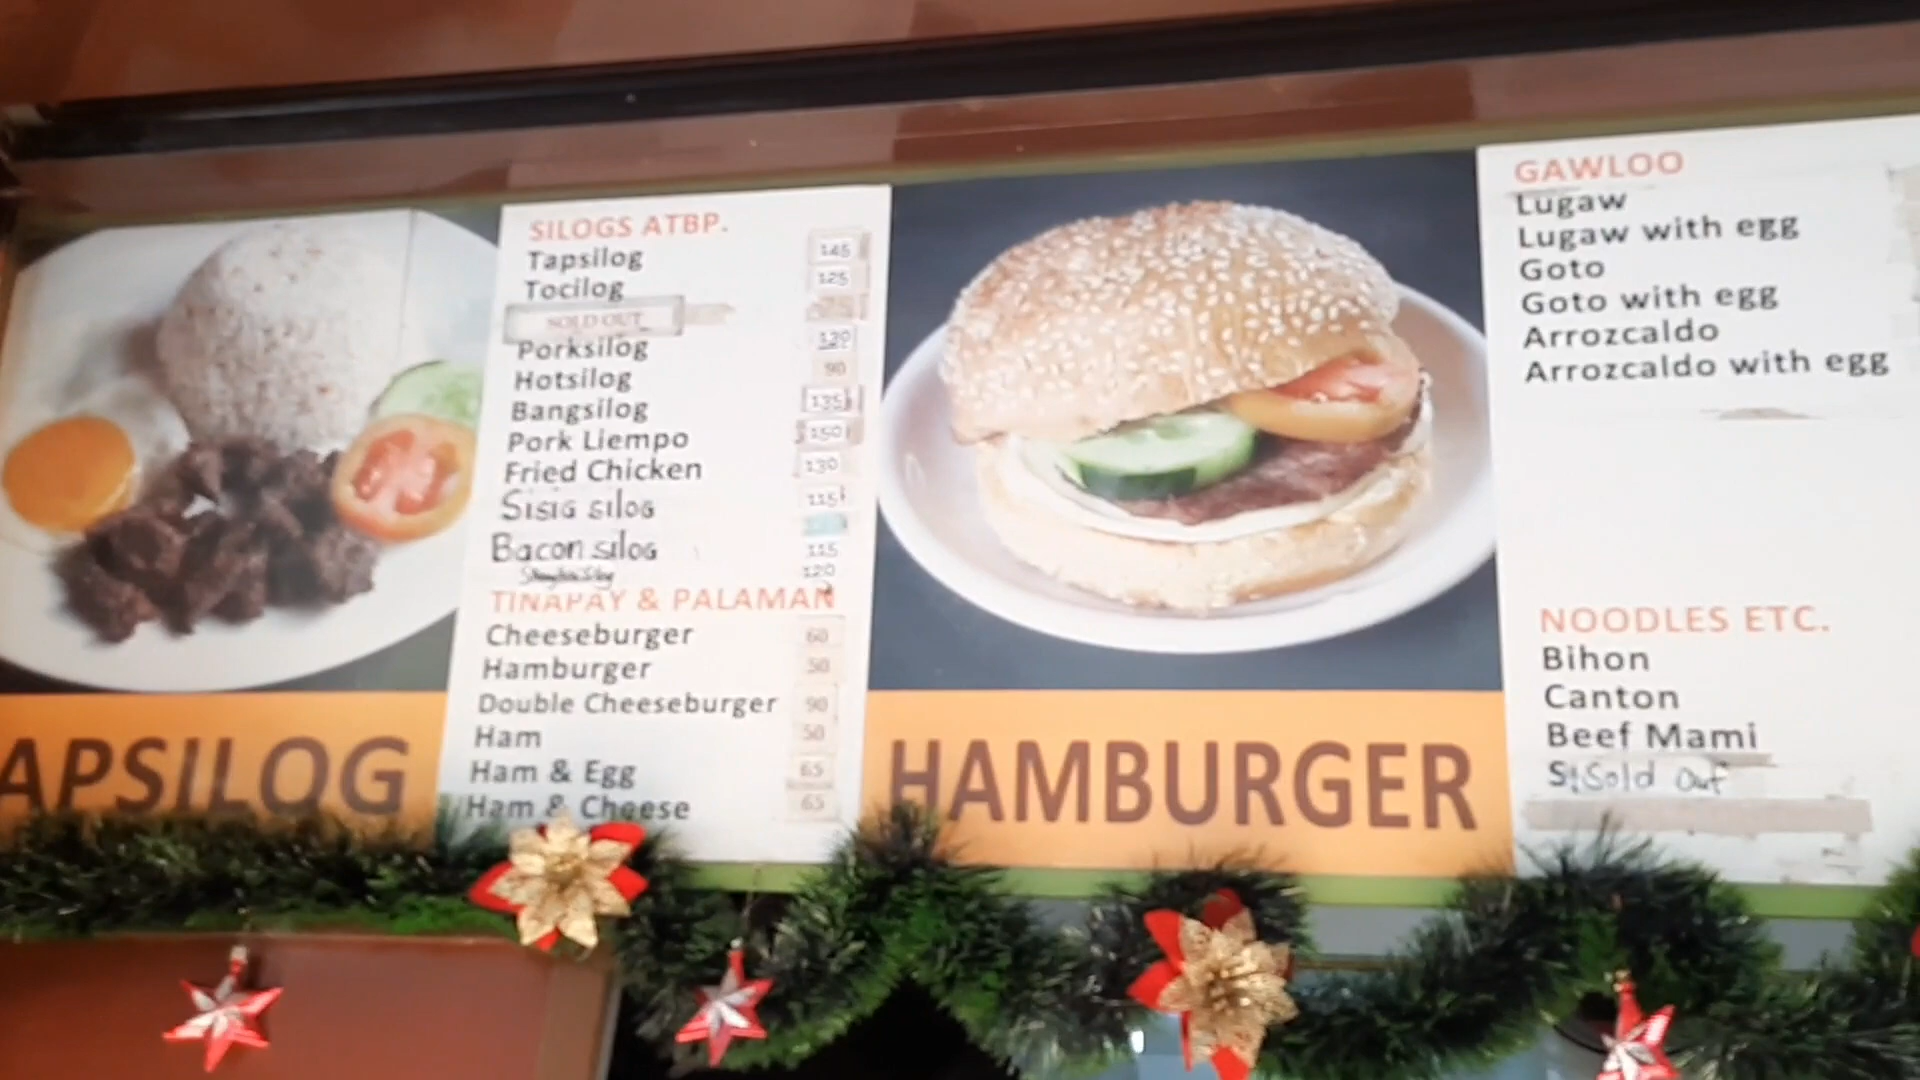 SILOGS ATBP.
Tapsilog 145
Tocilog 125
SOLD OUT
Porksilog 120
Hotsilog 90
Bangsilog 135
Pork Liempo 150
Fried Chicken 130
Sisig silog 115
Bacon silog 115
120
TINAPAY & PALAMAN
Cheeseburger 60
Hamburger 50
Double Cheeseburger 90
Ham 50
Ham & Egg 65
Ham & Cheese 65
APSILOG
HAMBURGER
GAWLOO
Lugaw
Lugaw with egg
Goto
Goto with egg
Arrozcaldo
Arrozcaldo with egg
NOODLES ETC.
Bihon
Canton
Beef Mami
Sold out